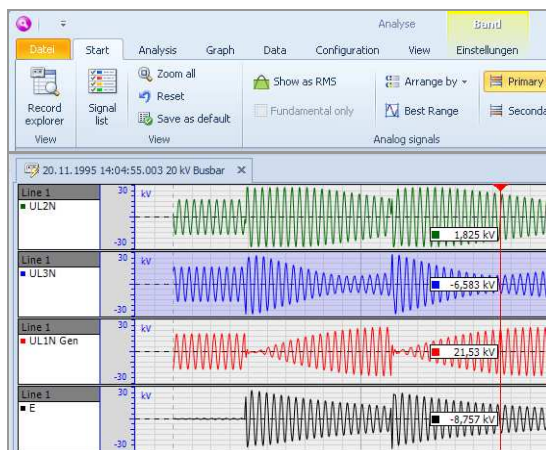 Analyse Band
Datei Start Analysis Graph Data Configuration View Einstellungen
Record explorer
Signal list
Zoom all
Reset
Save as default
Show as RMS
Fundamental only
Arrange by
Best Range
Primary
Seconda
View View Analog signals
20.11.1995 14:04:55.003 20 kV Busbar
Line 1
UL2N
30 kV
-30
1,825 kV
Line 1
UL3N
30 kV
-30
-6,583 kV
Line 1
UL1N Gen
30 kV
-30
21,53 kV
Line 1
E
30 kV
-30
-8,757 kV